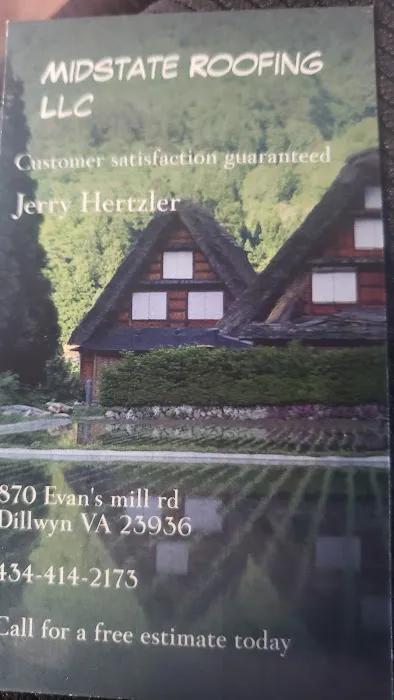 MIDSTATE ROOFING
LLC
Customer satisfaction guaranteed
Jerry Hertzler
870 Evan's mill rd
Dillwyn VA 23936
434-414-2173
Call for a free estimate today